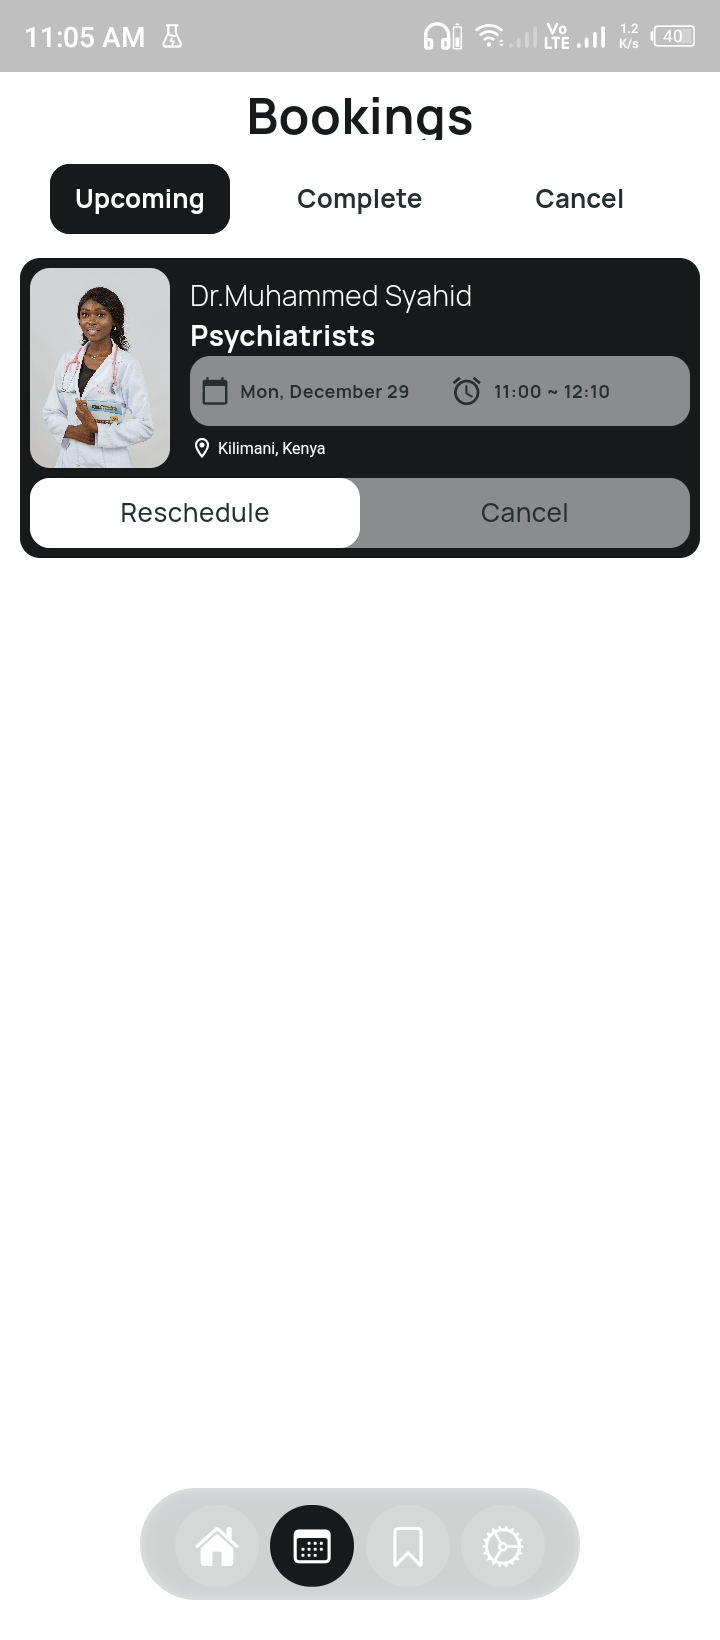 11:05 AM Vo LTE 1.2 K/s 40
Bookings
Upcoming Complete Cancel
Dr.Muhammed Syahid
Psychiatrists
Mon, December 29 11:00 ~ 12:10
Kilimani, Kenya
Reschedule Cancel